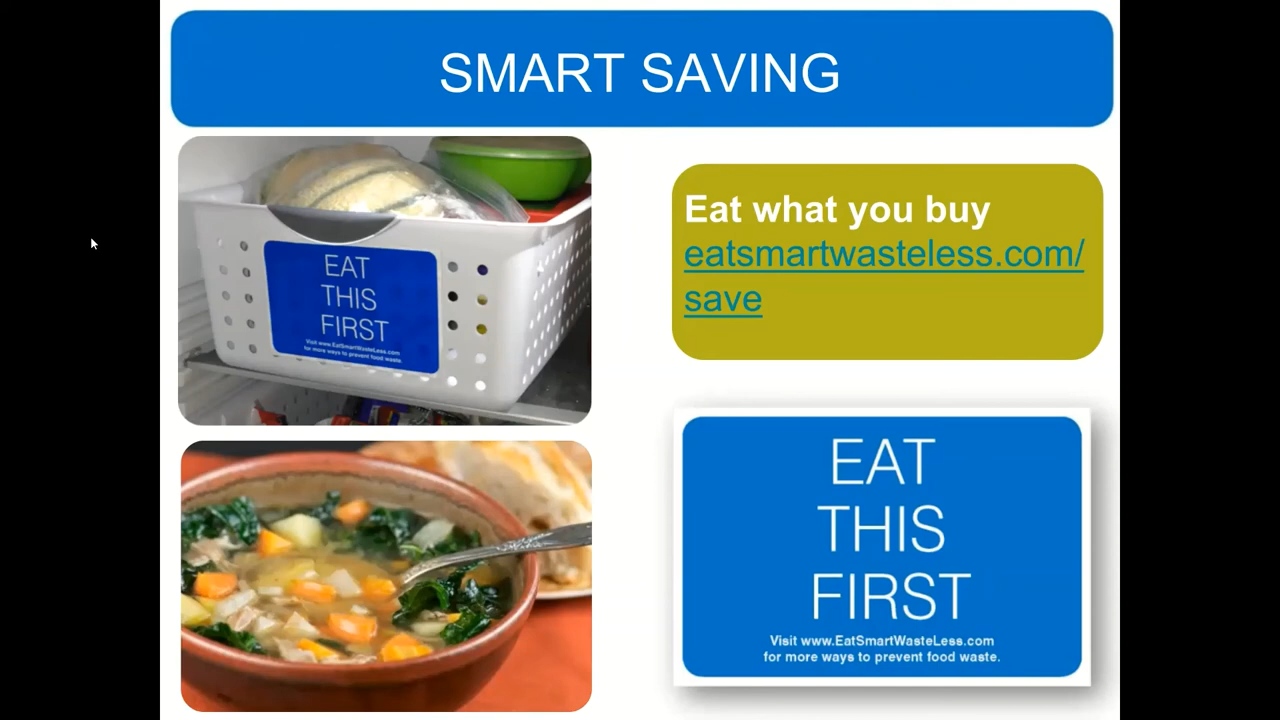 SMART SAVING
EAT
THIS
FIRST
Visit www.EatSmartWasteLess.com
for more ways to prevent food waste.
Eat what you buy
eatsmartwasteless.com/
save
EAT
THIS
FIRST
Visit www.EatSmartWasteLess.com
for more ways to prevent food waste.